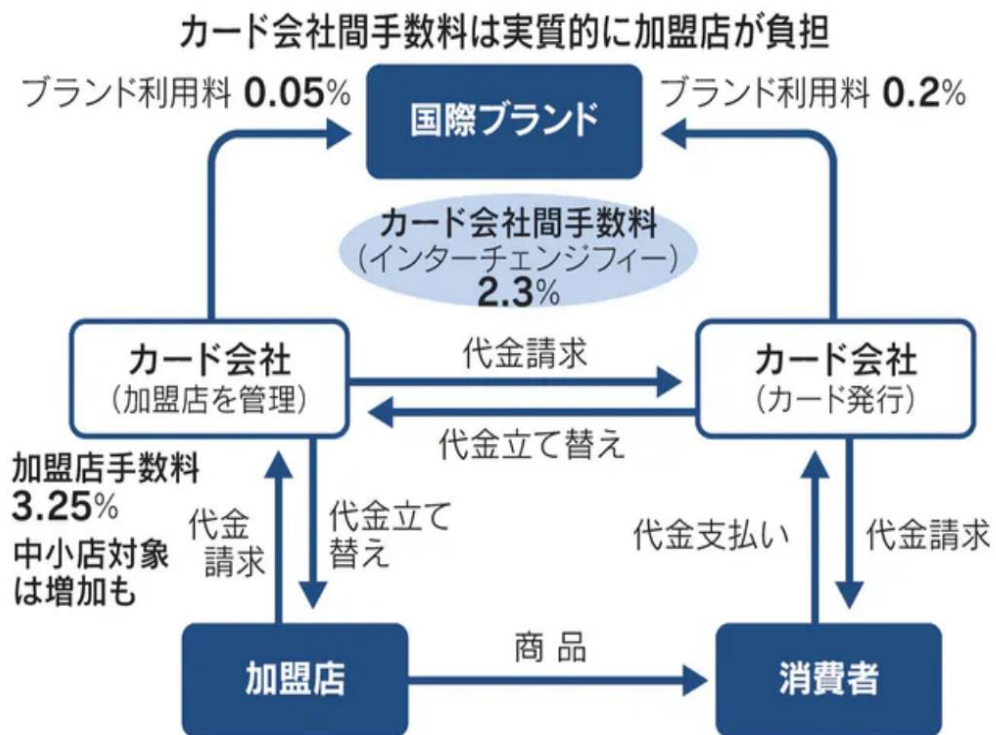 カード会社間手数料は実質的に加盟店が負担
ブランド利用料 0.05%
国際ブランド
ブランド利用料 0.2%
カード会社間手数料
（インターチェンジフィー）
2.3%
カード会社
（加盟店を管理）
代金請求
代金立て替え
カード会社
（カード発行）
加盟店手数料
3.25%
中小店対象
は増加も
代金
請求
代金立て
替え
代金支払い
代金請求
加盟店
商品
消費者